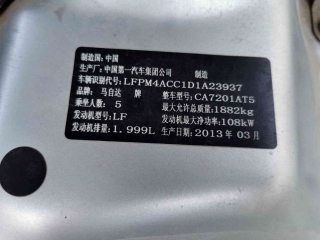 制造国: 中国
生产厂: 中国第一汽车集团公司 制造
车辆识别代号: LFPM4ACC1D1A23937
品牌: 马自达 牌 整车型号: CA7201AT5
乘坐人数: 5 最大允许总质量: 1882kg
发动机型号: LF 发动机最大净功率: 108kW
发动机排量: 1.999L 生产日期: 2013年03月